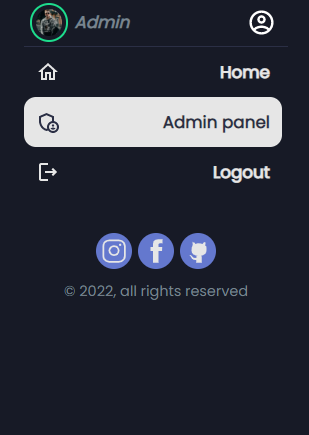 Admin
Home
Admin panel
Logout
© 2022, all rights reserved